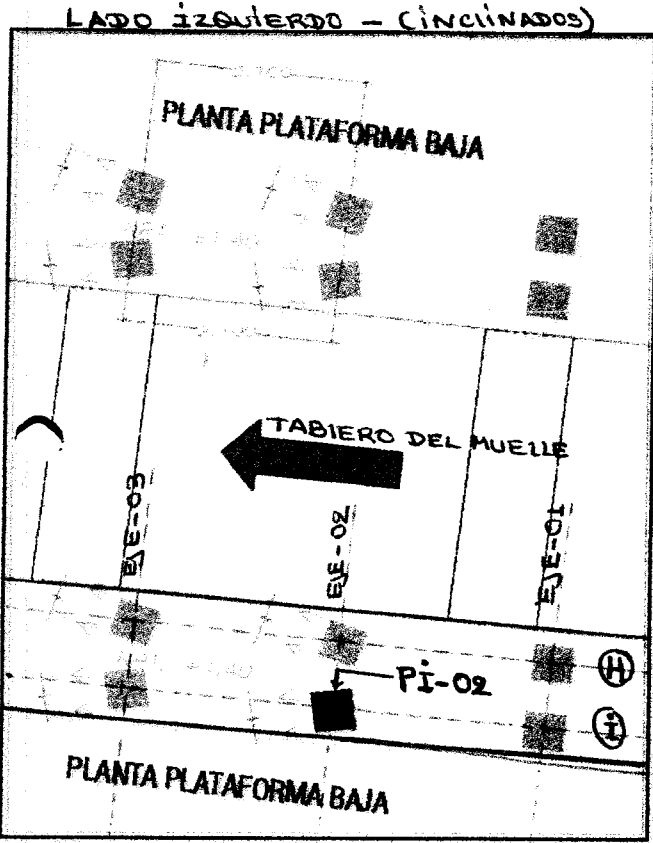 LADO IZQUIERDO - (INCLINADOS)
PLANTA PLATAFORMA BAJA
TABIERO DEL MUELLE
EJE-03
EJE-02
EJE-01
H
PI-02
I
PLANTA PLATAFORMA BAJA